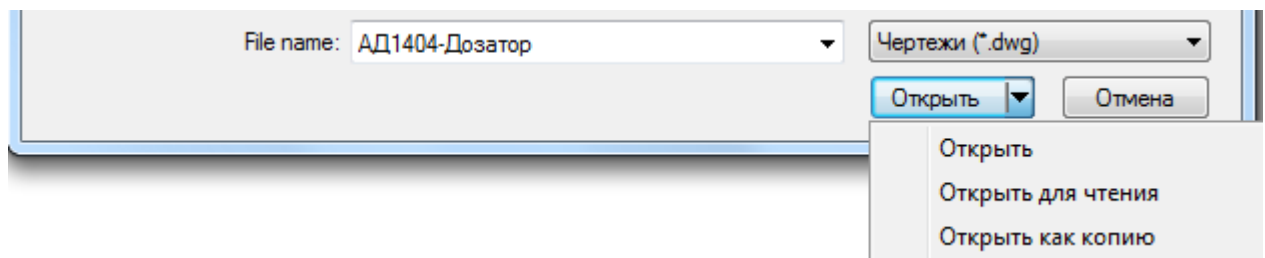 File name: АД1404-Дозатор Чертежи (*.dwg)
Открыть Отмена
Открыть
Открыть для чтения
Открыть как копию